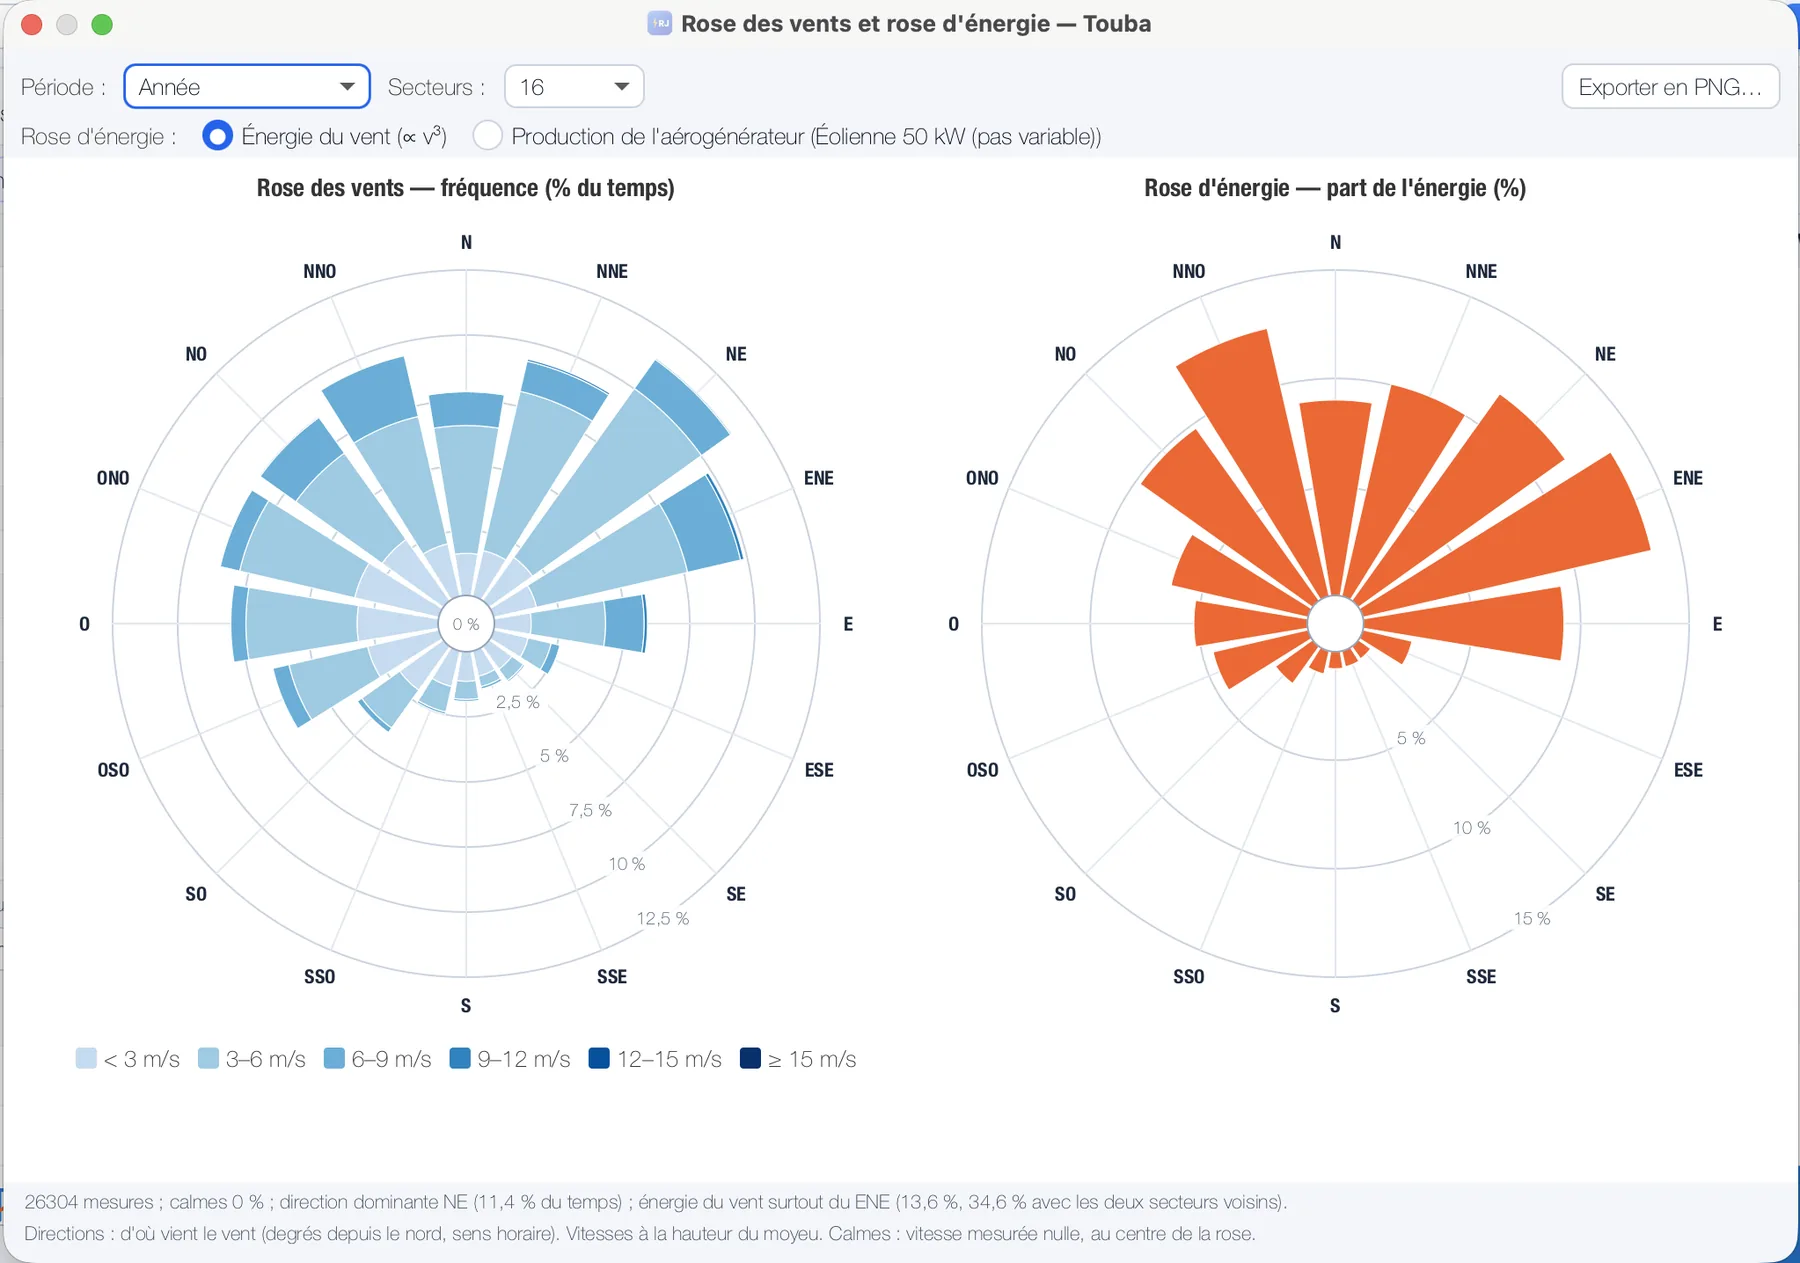 Rose des vents et rose d'énergie — Touba
Période : Année Secteurs : 16 Exporter en PNG...
Rose d'énergie : Énergie du vent (∝ v³) Production de l'aérogénérateur (Éolienne 50 kW (pas variable))
Rose des vents — fréquence (% du temps)
N
NNO NNE
NO NE
ONO ENE
O 0 % E
2,5 %
5 %
OSO ESE
7,5 %
10 %
SO SE
12,5 %
SSO SSE
S
< 3 m/s 3–6 m/s 6–9 m/s 9–12 m/s 12–15 m/s ≥ 15 m/s
Rose d'énergie — part de l'énergie (%)
N
NNO NNE
NO NE
ONO ENE
O E
5 %
OSO ESE
10 %
SO SE
15 %
SSO SSE
S
26304 mesures ; calmes 0 % ; direction dominante NE (11,4 % du temps) ; énergie du vent surtout du ENE (13,6 %, 34,6 % avec les deux secteurs voisins).
Directions : d'où vient le vent (degrés depuis le nord, sens horaire). Vitesses à la hauteur du moyeu. Calmes : vitesse mesurée nulle, au centre de la rose.